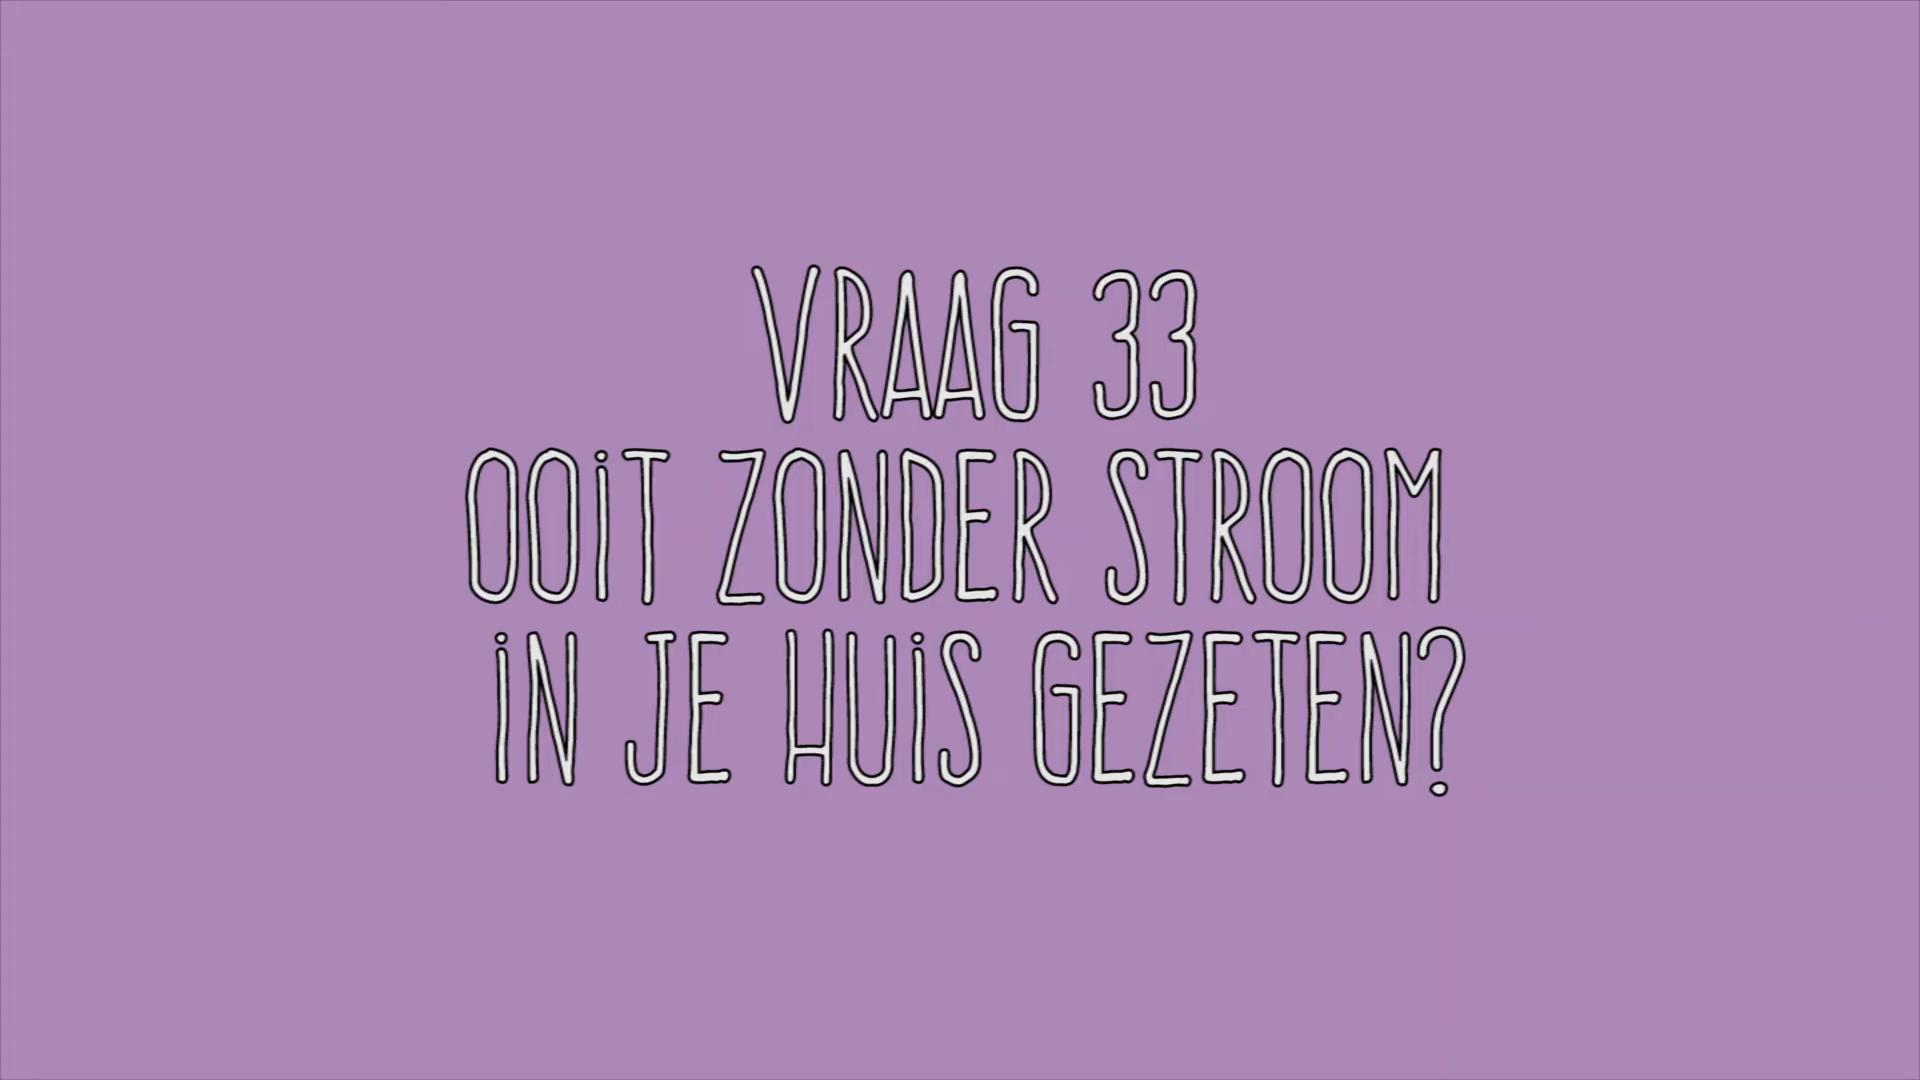 VRAAG 33
OOiT ZONDER STROOM
iN JE HUiS GEZETEN?